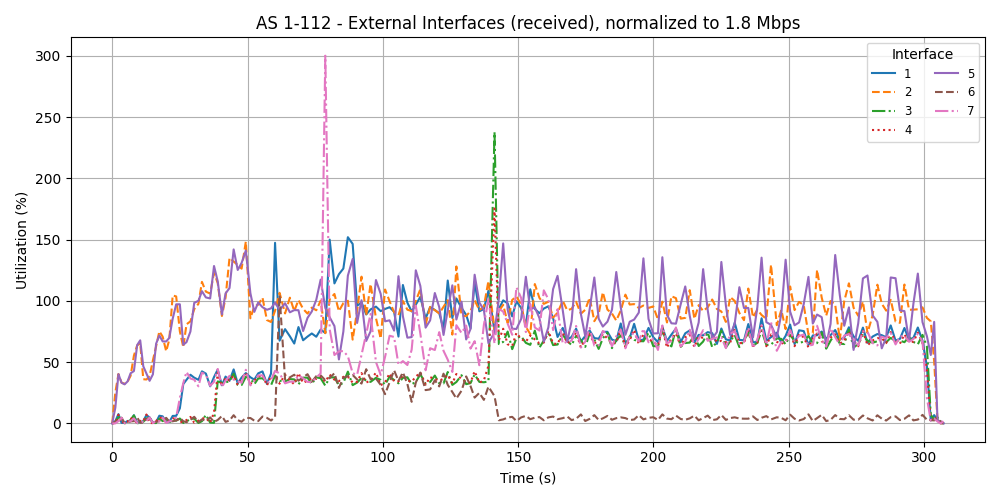 AS 1-112 - External Interfaces (received), normalized to 1.8 Mbps
Utilization (%)
300
250
200
150
100
50
0
0 50 100 150 200 250 300
Time (s)
Interface
1 5
2 6
3 7
4